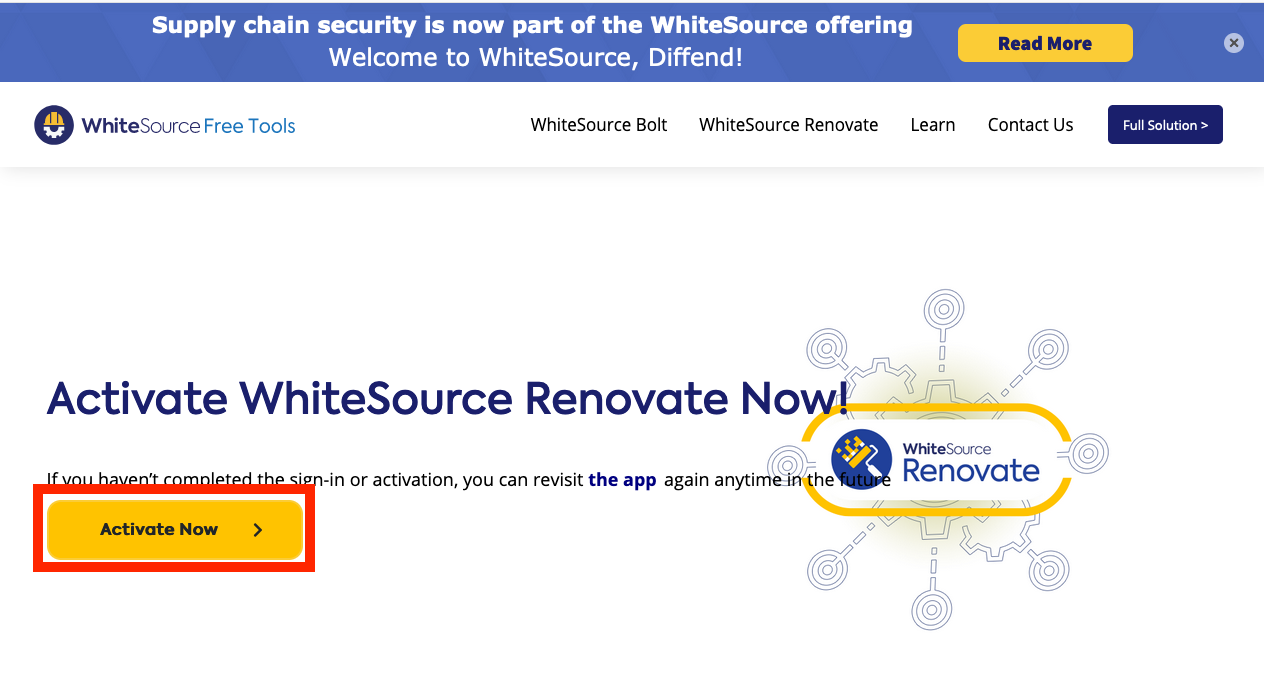 Supply chain security is now part of the WhiteSource offering
Welcome to WhiteSource, Diffend!
Read More
WhiteSource Free Tools
WhiteSource Bolt
WhiteSource Renovate
Learn
Contact Us
Full Solution >
Activate WhiteSource Renovate Now!
WhiteSource
Renovate
If you haven’t completed the sign-in or activation, you can revisit the app again anytime in the future
Activate Now